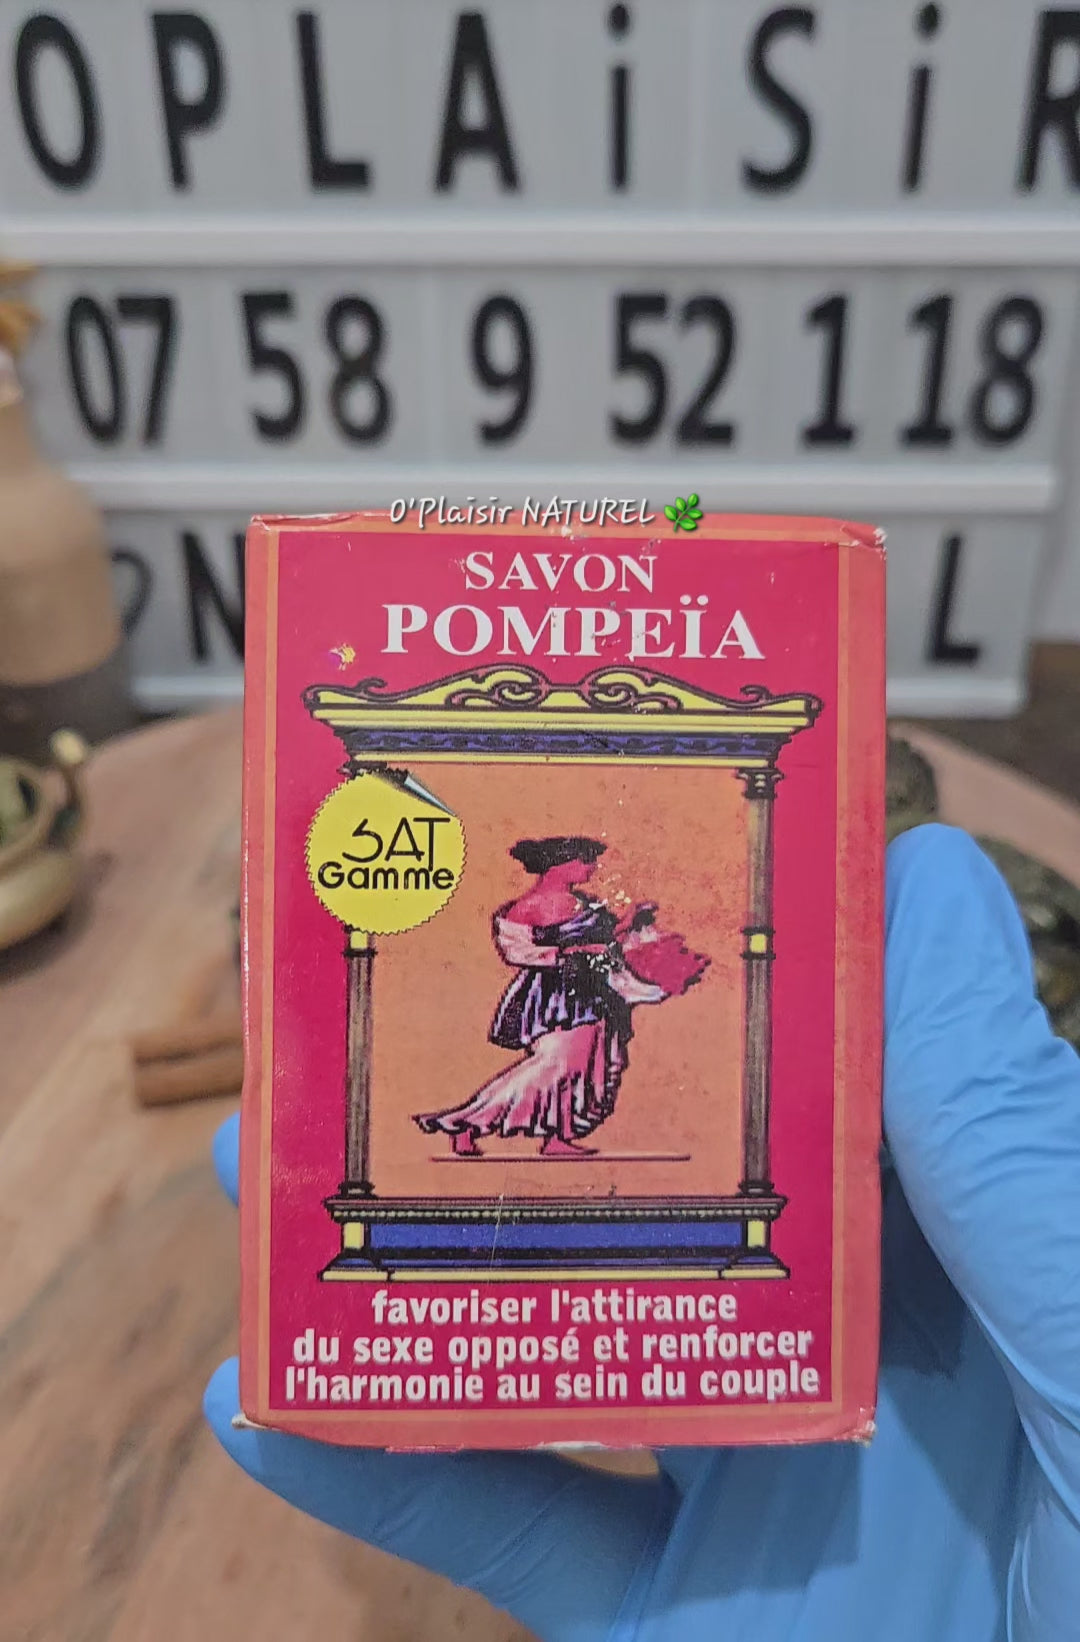 OPLAiSiR
07 58 9 52 1 18
O'Plaisir NATUREL
N L
SAVON
POMPEÏA
SAT
Gamme
favoriser l'attirance
du sexe opposé et renforcer
l'harmonie au sein du couple